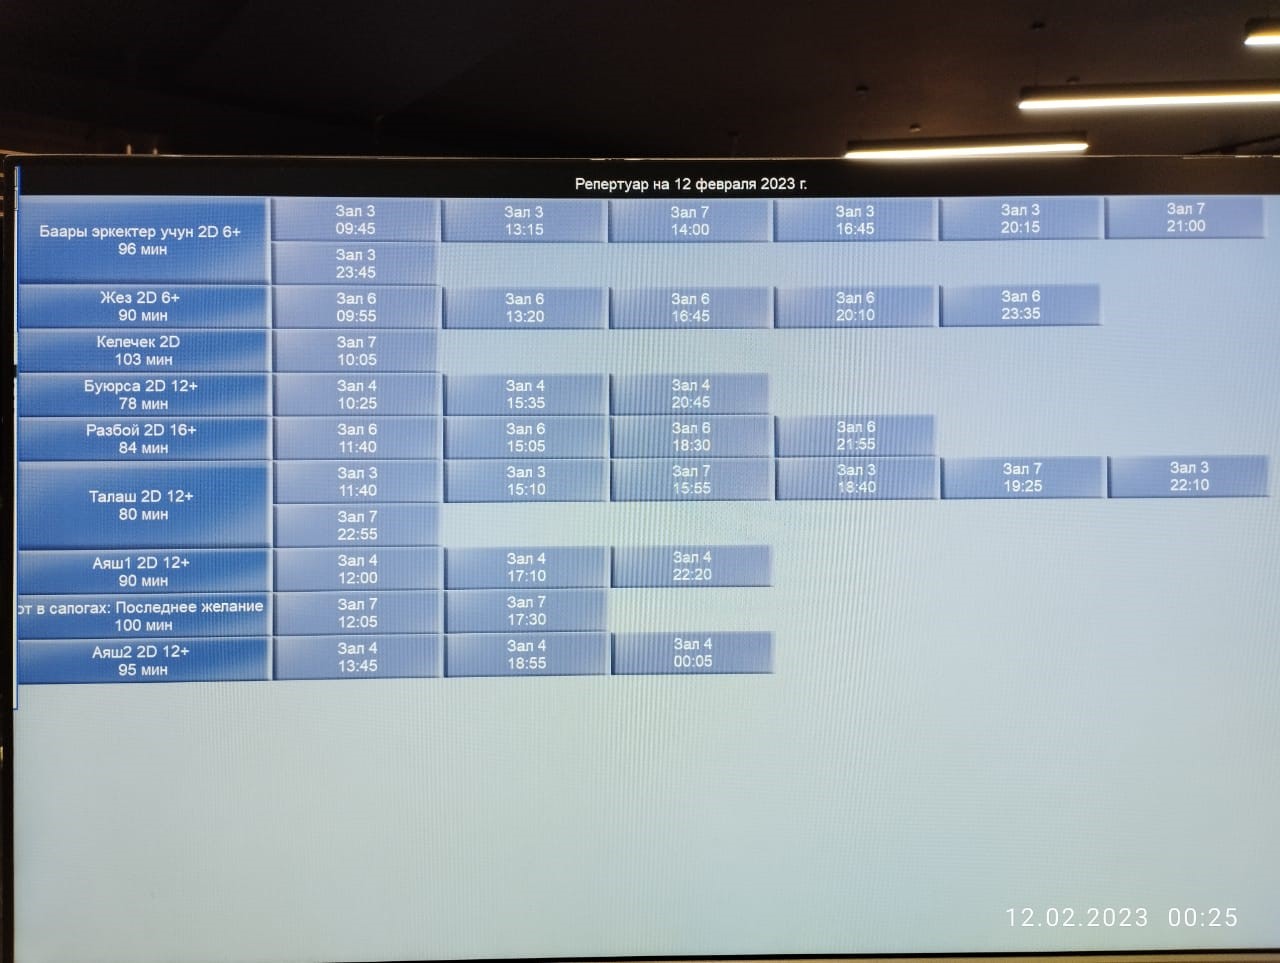 Репертуар на 12 февраля 2023 г.
Баары эркектер учун 2D 6+
96 мин
Зал 3
09:45
Зал 3
13:15
Зал 7
14:00
Зал 3
16:45
Зал 3
20:15
Зал 7
21:00
Зал 3
23:45
Жез 2D 6+
90 мин
Зал 6
09:55
Зал 6
13:20
Зал 6
16:45
Зал 6
20:10
Зал 6
23:35
Келечек 2D
103 мин
Зал 7
10:05
Буюрса 2D 12+
78 мин
Зал 4
10:25
Зал 4
15:35
Зал 4
20:45
Разбой 2D 16+
84 мин
Зал 6
11:40
Зал 6
15:05
Зал 6
18:30
Зал 6
21:55
Талаш 2D 12+
80 мин
Зал 3
11:40
Зал 3
15:10
Зал 7
15:55
Зал 3
18:40
Зал 7
19:25
Зал 3
22:10
Зал 7
22:55
Аяш1 2D 12+
90 мин
Зал 4
12:00
Зал 4
17:10
Зал 4
22:20
от в сапогах: Последнее желание
100 мин
Зал 7
12:05
Зал 7
17:30
Аяш2 2D 12+
95 мин
Зал 4
13:45
Зал 4
18:55
Зал 4
00:05
12.02.2023 00:25